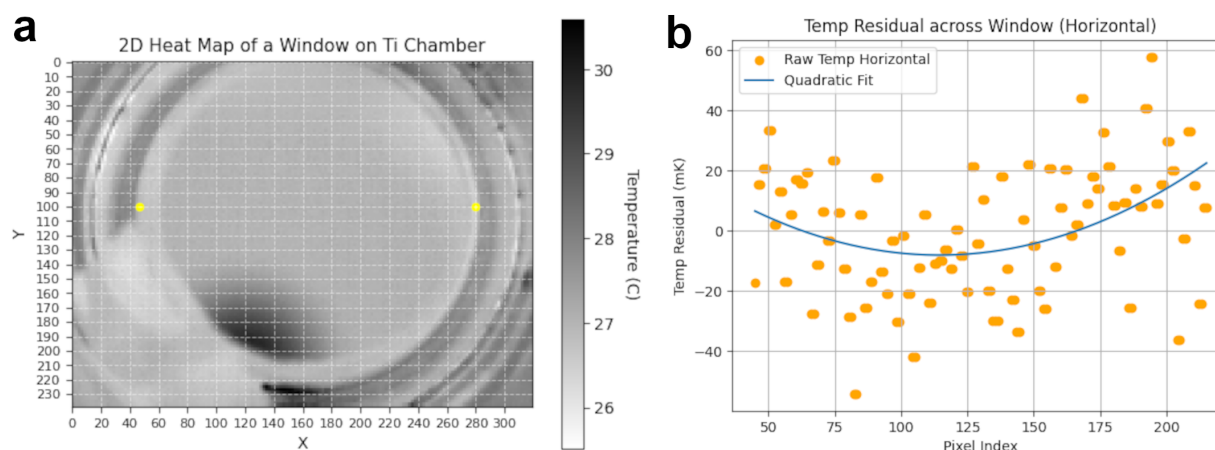 a
2D Heat Map of a Window on Ti Chamber
0
10
20
30
40
50
60
70
80
90
100
110
120
130
140
150
160
170
180
190
200
210
220
230
Y
0 20 40 60 80 100 120 140 160 180 200 220 240 260 280 300
X
30
29
28
27
26
Temperature (C)
b
Temp Residual across Window (Horizontal)
Raw Temp Horizontal
Quadratic Fit
60
40
20
0
−20
−40
Temp Residual (mK)
50 75 100 125 150 175 200
Pixel Index